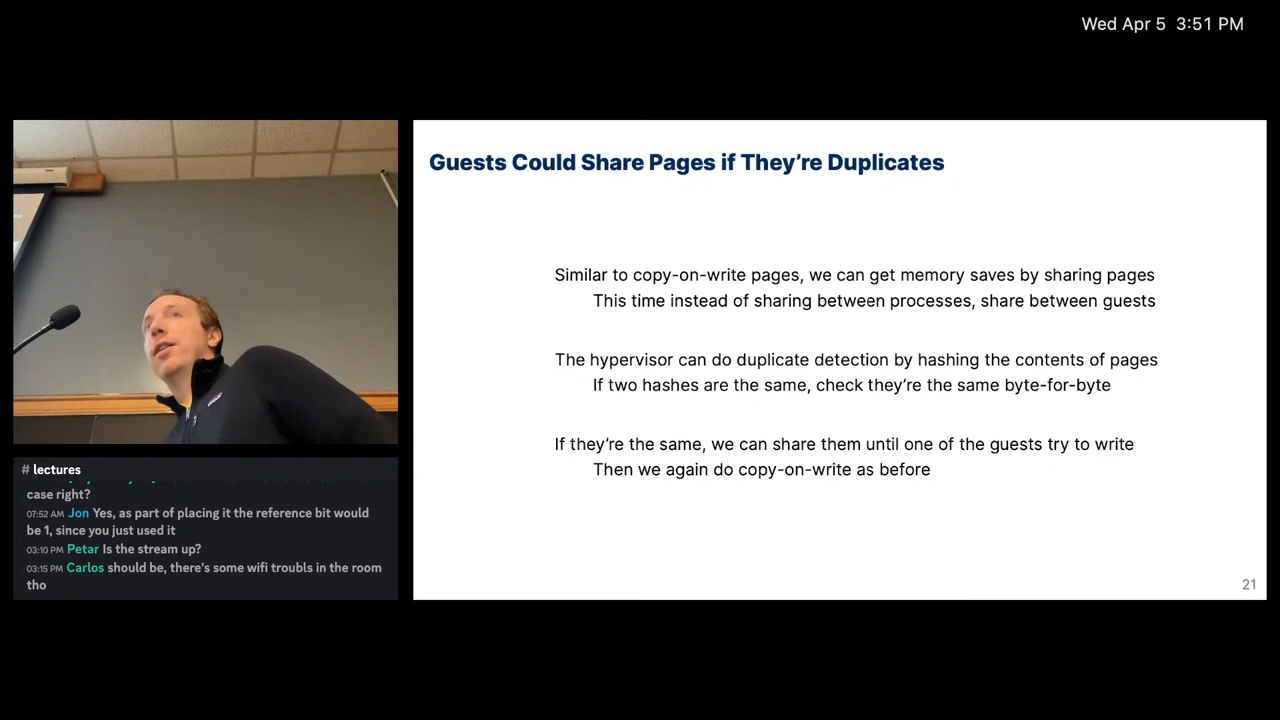 Wed Apr 5 3:51 PM
Guests Could Share Pages if They’re Duplicates
Similar to copy-on-write pages, we can get memory saves by sharing pages
This time instead of sharing between processes, share between guests
The hypervisor can do duplicate detection by hashing the contents of pages
If two hashes are the same, check they’re the same byte-for-byte
If they’re the same, we can share them until one of the guests try to write
Then we again do copy-on-write as before
21
# lectures
case right?
07:52 AM Jon Yes, as part of placing it the reference bit would
be 1, since you just used it
03:10 PM Petar Is the stream up?
03:15 PM Carlos should be, there's some wifi troubls in the room
tho